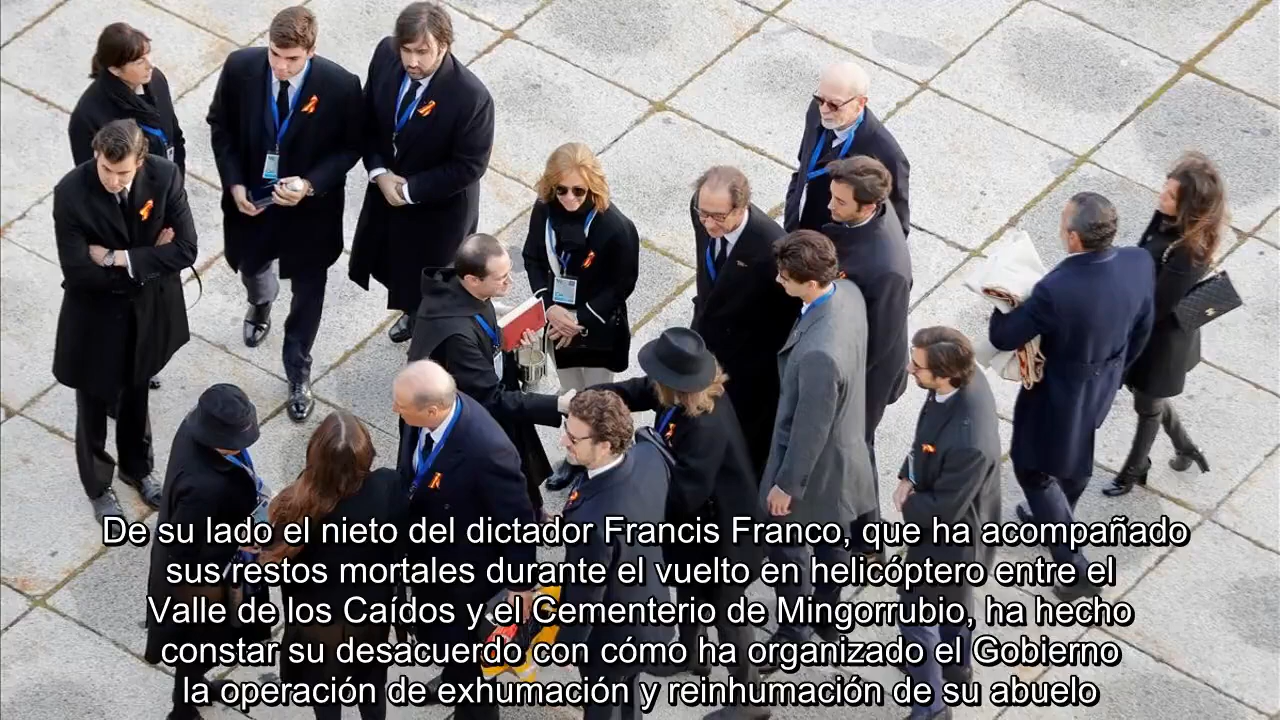 De su lado el nieto del dictador Francis Franco, que ha acompañado
sus restos mortales durante el vuelo en helicóptero entre el
Valle de los Caídos y el Cementerio de Mingorrubio, ha hecho
constar su desacuerdo con cómo ha organizado el Gobierno
la operación de exhumación y reinhumación de su abuelo